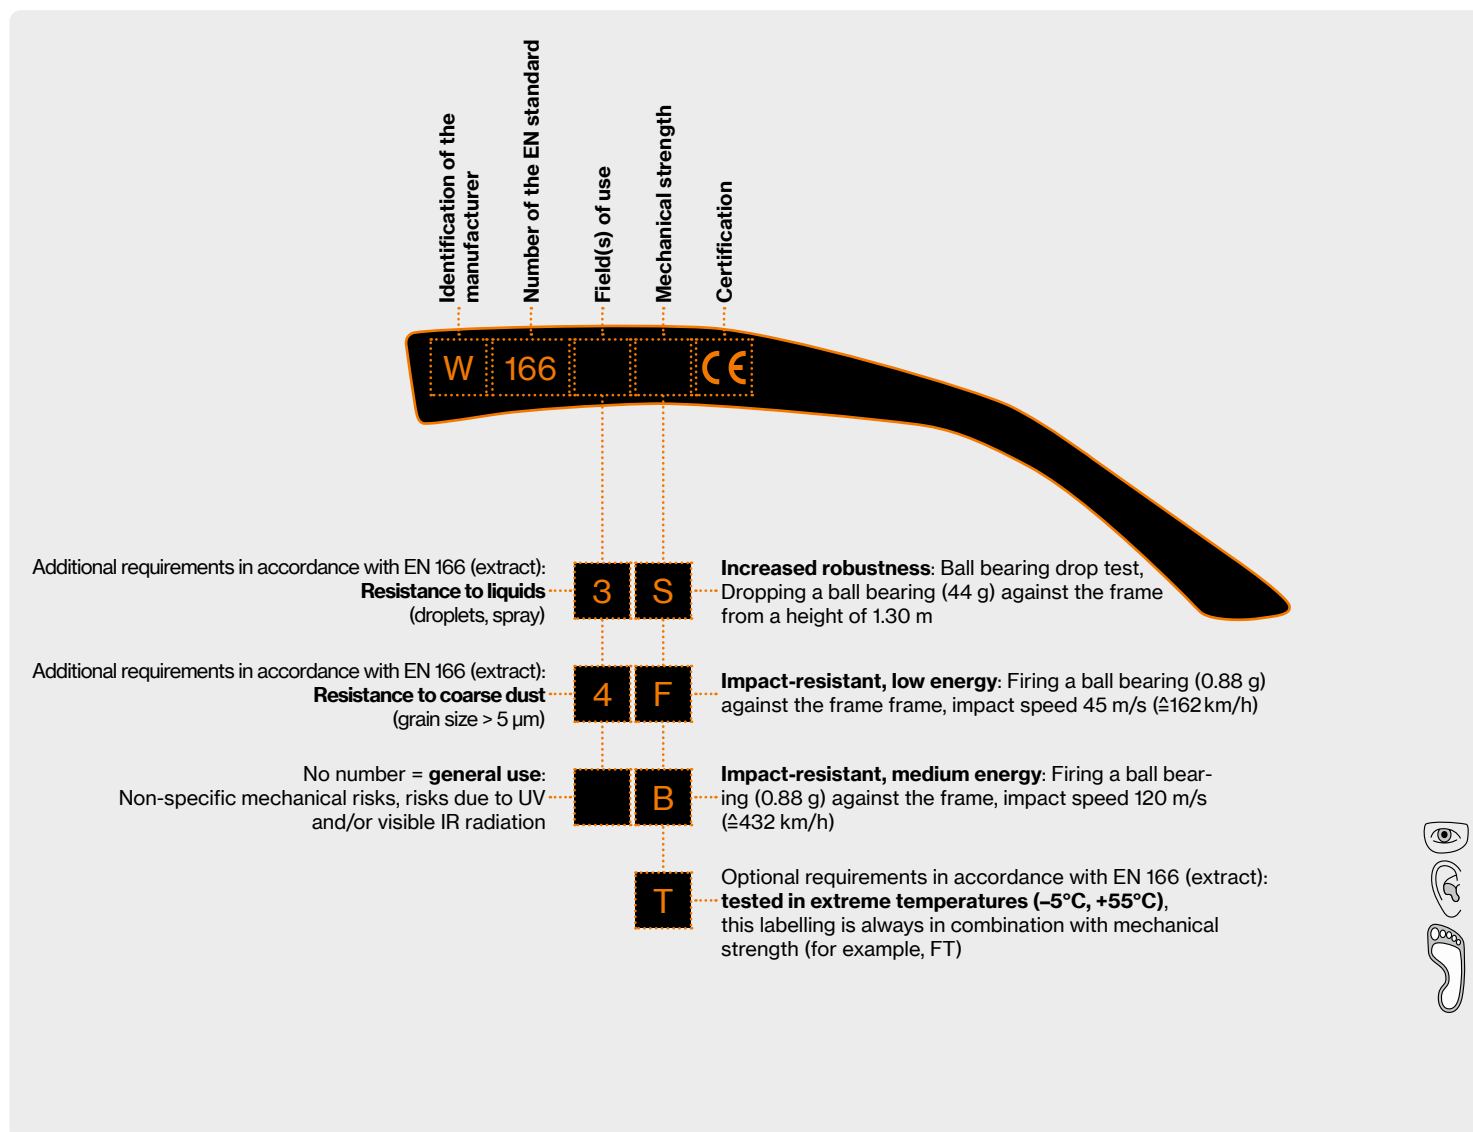 Identification of the
manufacturer
Number of the EN standard
Field(s) of use
Mechanical strength
Certification
W
166
CE
Additional requirements in accordance with EN 166 (extract):
Resistance to liquids
(droplets, spray)
3
S
Increased robustness: Ball bearing drop test,
Dropping a ball bearing (44 g) against the frame
from a height of 1.30 m
Additional requirements in accordance with EN 166 (extract):
Resistance to coarse dust
(grain size > 5 µm)
4
F
Impact-resistant, low energy: Firing a ball bearing (0.88 g)
against the frame frame, impact speed 45 m/s (≙162 km/h)
No number = general use:
Non-specific mechanical risks, risks due to UV
and/or visible IR radiation
B
Impact-resistant, medium energy: Firing a ball bear-
ing (0.88 g) against the frame, impact speed 120 m/s
(≙432 km/h)
T
Optional requirements in accordance with EN 166 (extract):
tested in extreme temperatures (–5°C, +55°C),
this labelling is always in combination with mechanical
strength (for example, FT)